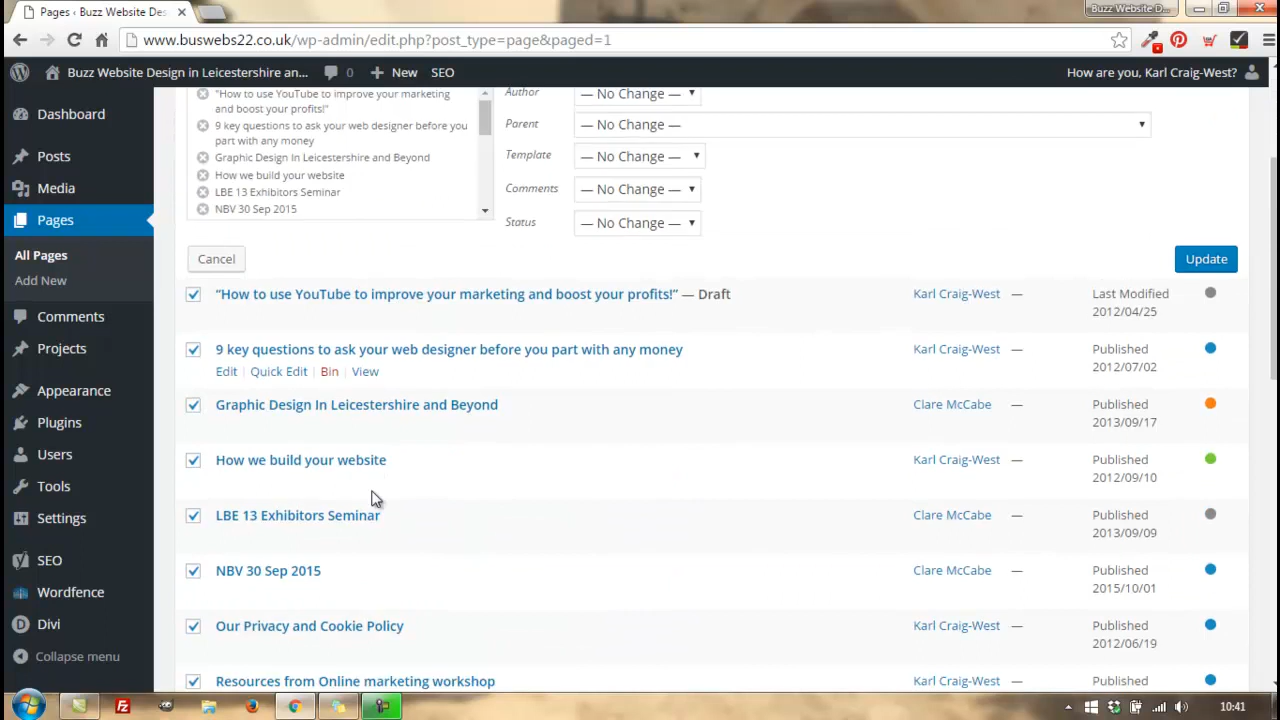 Pages ‹ Buzz Website Des
Buzz Website D...
www.buswebs22.co.uk/wp-admin/edit.php?post_type=page&paged=1
Buzz Website Design in Leicestershire an...
0
New
SEO
How are you, Karl Craig-West?
Dashboard
Posts
Media
Pages
All Pages
Add New
Comments
Projects
Appearance
Plugins
Users
Tools
Settings
SEO
Wordfence
Divi
Collapse menu
"How to use YouTube to improve your marketing
and boost your profits!"
9 key questions to ask your web designer before you
part with any money
Graphic Design In Leicestershire and Beyond
How we build your website
LBE 13 Exhibitors Seminar
NBV 30 Sep 2015
Author
— No Change —
Parent
— No Change —
Template
— No Change —
Comments
— No Change —
Status
— No Change —
Cancel
Update
“How to use YouTube to improve your marketing and boost your profits!” — Draft
Karl Craig-West
—
Last Modified
2012/04/25
9 key questions to ask your web designer before you part with any money
Edit | Quick Edit | Bin | View
Karl Craig-West
—
Published
2012/07/02
Graphic Design In Leicestershire and Beyond
Clare McCabe
—
Published
2013/09/17
How we build your website
Karl Craig-West
—
Published
2012/09/10
LBE 13 Exhibitors Seminar
Clare McCabe
—
Published
2013/09/09
NBV 30 Sep 2015
Clare McCabe
—
Published
2015/10/01
Our Privacy and Cookie Policy
Karl Craig-West
—
Published
2012/06/19
Resources from Online marketing workshop
Karl Craig-West
—
Published
10:41